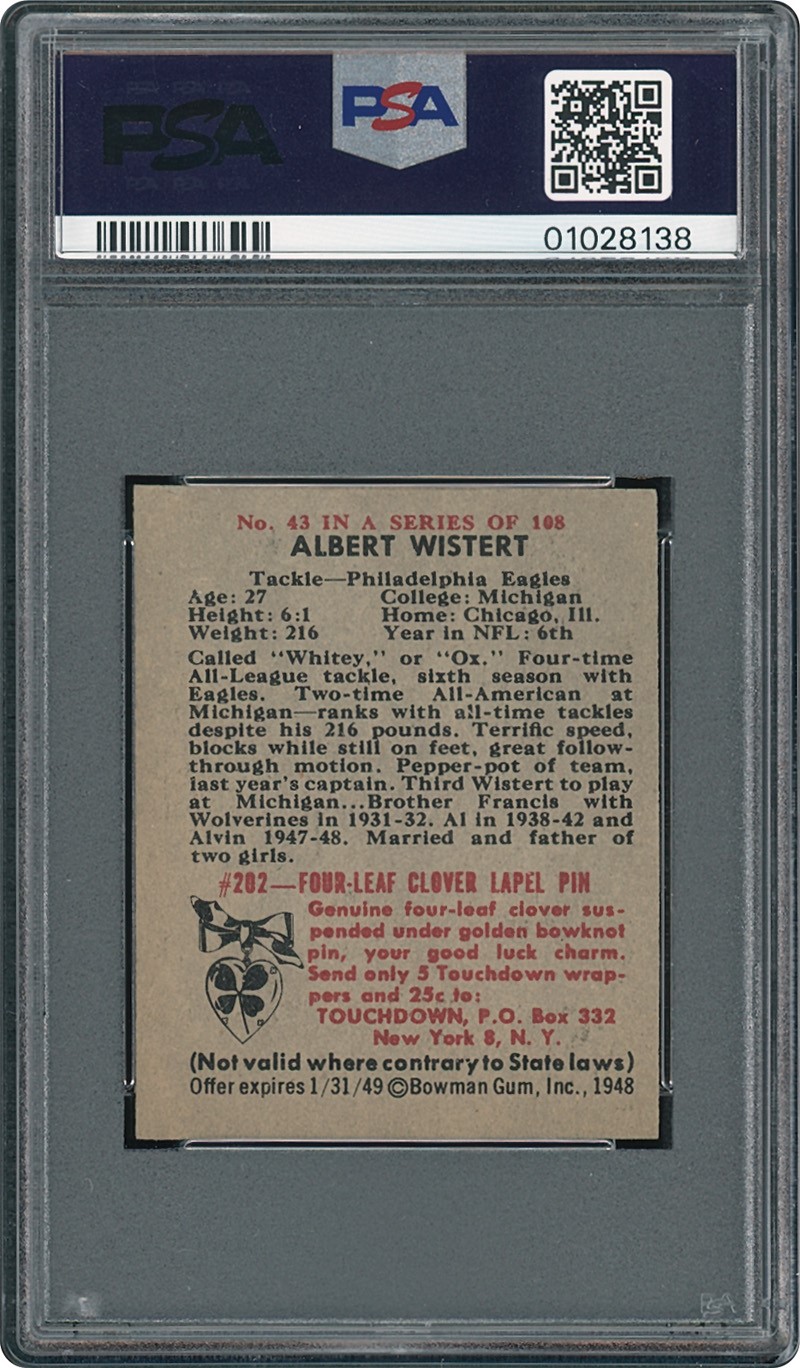 PSA
PSA
01028138
No. 43 IN A SERIES OF 108
ALBERT WISTERT
Tackle—Philadelphia Eagles
Age: 27 College: Michigan
Height: 6:1 Home: Chicago, Ill.
Weight: 216 Year in NFL: 6th
Called "Whitey," or "Ox." Four-time
All-League tackle, sixth season with
Eagles. Two-time All-American at
Michigan—ranks with all-time tackles
despite his 216 pounds. Terrific speed,
blocks while still on feet, great follow-
through motion. Pepper-pot of team,
last year's captain. Third Wistert to play
at Michigan...Brother Francis with
Wolverines in 1931-32. Al in 1938-42 and
Alvin 1947-48. Married and father of
two girls.
#202—FOUR-LEAF CLOVER LAPEL PIN
Genuine four-leaf clover sus-
pended under golden bowknot
pin, your good luck charm.
Send only 5 Touchdown wrap-
pers and 25c to:
TOUCHDOWN, P.O. Box 332
New York 8, N. Y.
(Not valid where contrary to State laws)
Offer expires 1/31/49 ©Bowman Gum, Inc., 1948
PSA